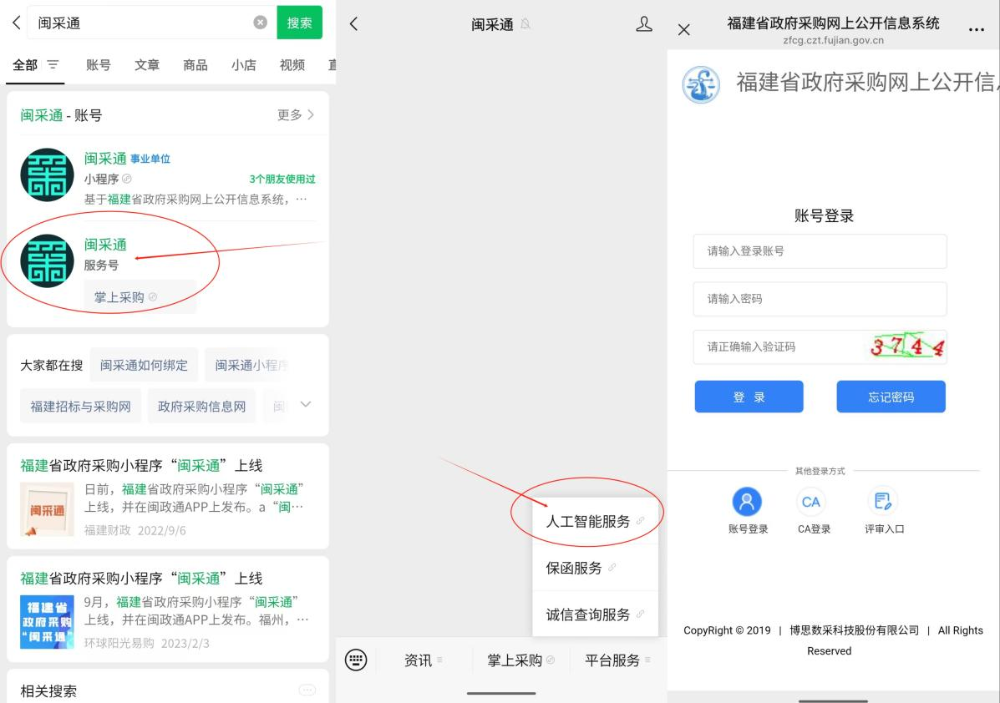 闽采通
搜索
全部
账号
文章
商品
小店
视频
闽采通 - 账号
更多
闽采通 事业单位
小程序
3个朋友使用过
基于福建省政府采购网上公开信息系统，…
闽采通
服务号
掌上采购
大家都在搜
闽采通如何绑定
闽采通小程序
福建招标与采购网
政府采购信息网
闽
福建省政府采购小程序“闽采通”上线
日前，福建省政府采购小程序“闽采通”
上线，并在闽政通APP上发布。a“闽…
福建财政 2022/9/6
闽采通
福建省政府采购小程序“闽采通”上线
9月，福建省政府采购小程序“闽采通”
上线，并在闽政通APP上发布。福州，…
环球阳光易购 2023/2/3
福建省
政府采购
“闽采通”
相关搜索
闽采通
人工智能服务
保函服务
诚信查询服务
资讯
掌上采购
平台服务
福建省政府采购网上公开信息系统
zfcg.czt.fujian.gov.cn
福建省政府采购网上公开信
账号登录
请输入登录账号
请输入密码
请正确输入验证码
3744
登 录
忘记密码
其他登录方式
CA
账号登录
CA登录
评审入口
CopyRight © 2019 | 博思数采科技股份有限公司 | All Rights
Reserved